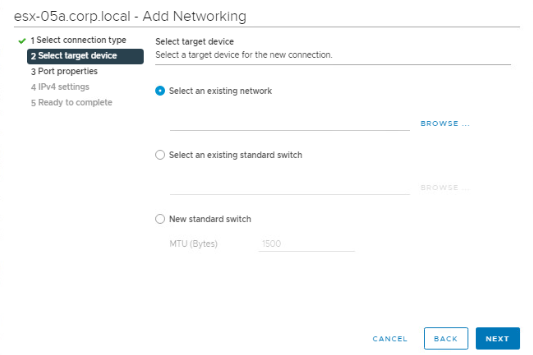 esx-05a.corp.local - Add Networking
1 Select connection type
2 Select target device
3 Port properties
4 IPv4 settings
5 Ready to complete
Select target device
Select a target device for the new connection.
Select an existing network
BROWSE ...
Select an existing standard switch
BROWSE ...
New standard switch
MTU (Bytes) 1500
CANCEL BACK NEXT